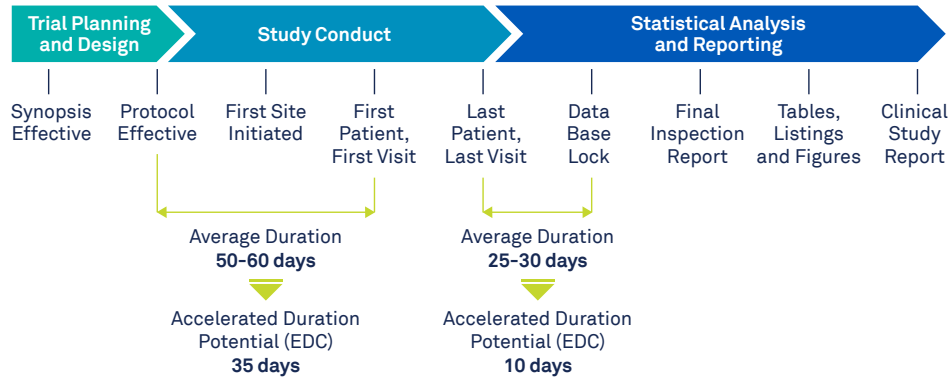 Trial Planning
and Design
Study Conduct
Statistical Analysis
and Reporting
Synopsis
Effective
Protocol
Effective
First Site
Initiated
First
Patient,
First Visit
Last
Patient,
Last Visit
Data
Base
Lock
Final
Inspection
Report
Tables,
Listings
and Figures
Clinical
Study
Report
Average Duration
50-60 days
Accelerated Duration
Potential (EDC)
35 days
Average Duration
25-30 days
Accelerated Duration
Potential (EDC)
10 days